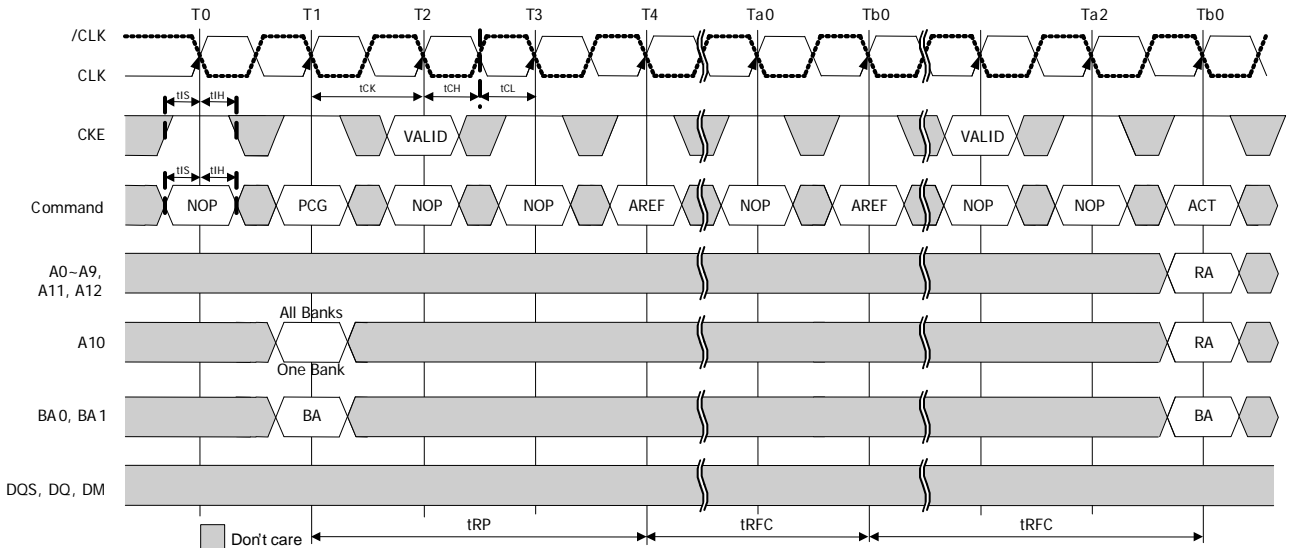 T0 T1 T2 T3 T4 Ta0 Tb0 Ta2 Tb0
/CLK
CLK
tCK tCH tCL
tIS tIH
CKE VALID VALID
tIS tIH
Command NOP PCG NOP NOP AREF NOP AREF NOP NOP ACT
A0~A9,
A11, A12
RA
All Banks
A10 RA
One Bank
BA0, BA1 BA BA
DQS, DQ, DM
tRP tRFC tRFC
Don't care